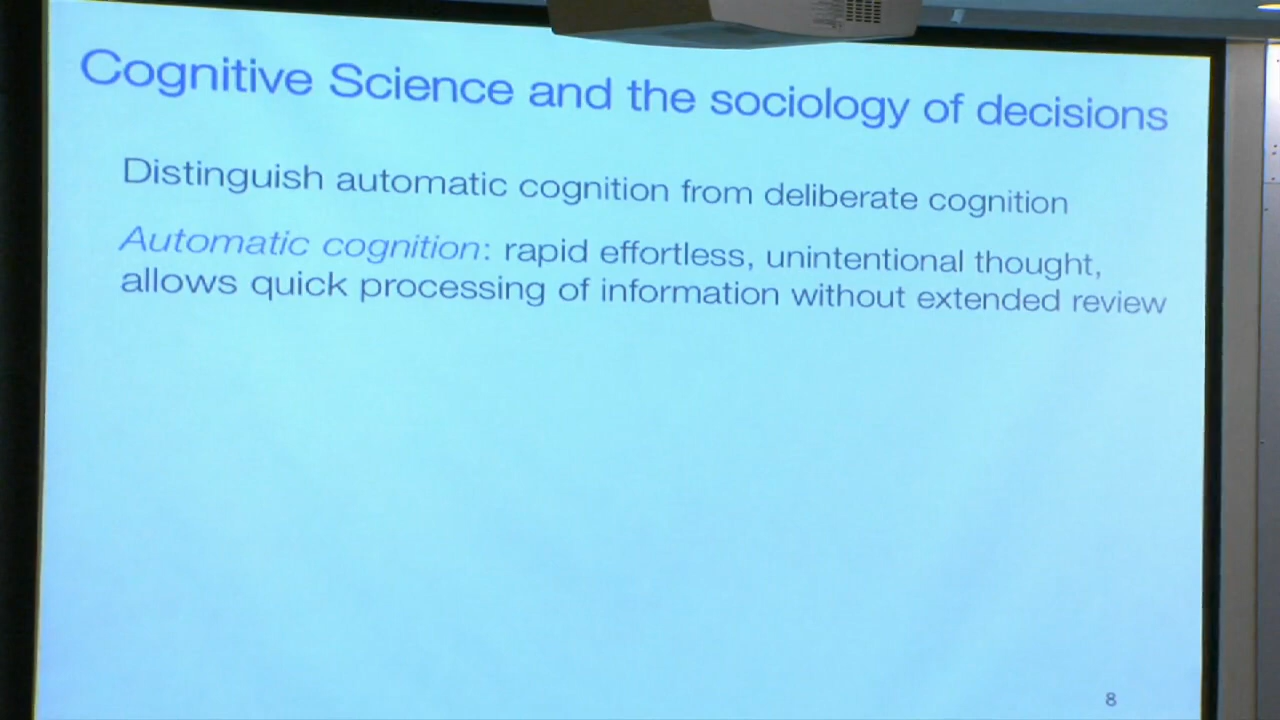 Cognitive Science and the sociology of decisions
Distinguish automatic cognition from deliberate cognition
Automatic cognition: rapid effortless, unintentional thought,
allows quick processing of information without extended review
8